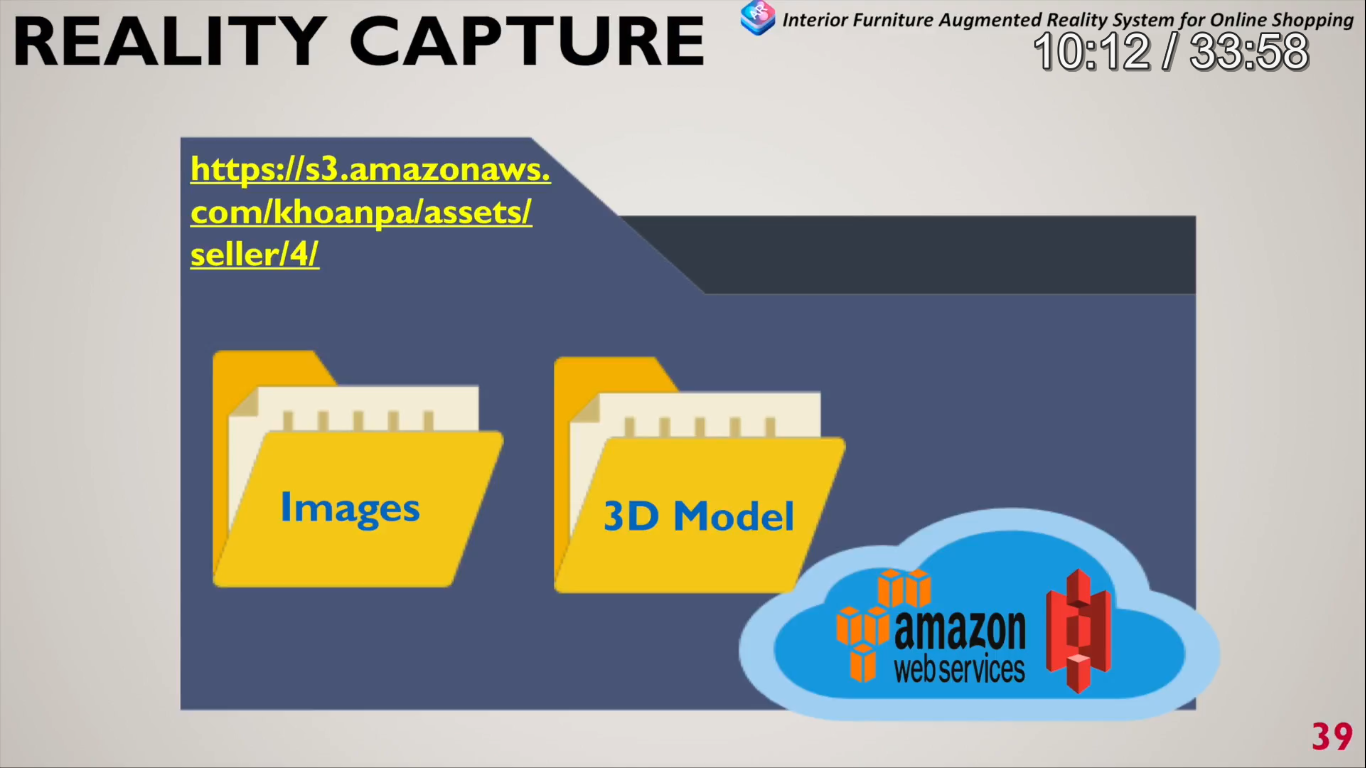 REALITY CAPTURE
Interior Furniture Augmented Reality System for Online Shopping
10:12 / 33:58
https://s3.amazonaws.
com/khoanpa/assets/
seller/4/
Images
3D Model
amazon
web services
39